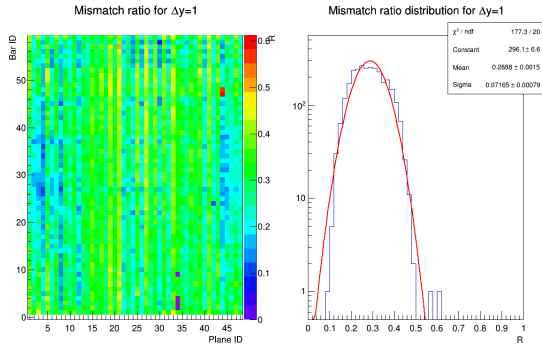 Mismatch ratio for Δy=1
Bar ID
50
40
30
20
10
0
5 10 15 20 25 30 35 40 45
Plane ID
R
0.6
0.5
0.4
0.3
0.2
0.1
0
Mismatch ratio distribution for Δy=1
χ² / ndf 177.3 / 20
Constant 296.1± 6.6
Mean 0.2888 ± 0.0015
Sigma 0.07165 ± 0.00079
10²
10
1
0 0.1 0.2 0.3 0.4 0.5 0.6 0.7 0.8 0.9 1
R